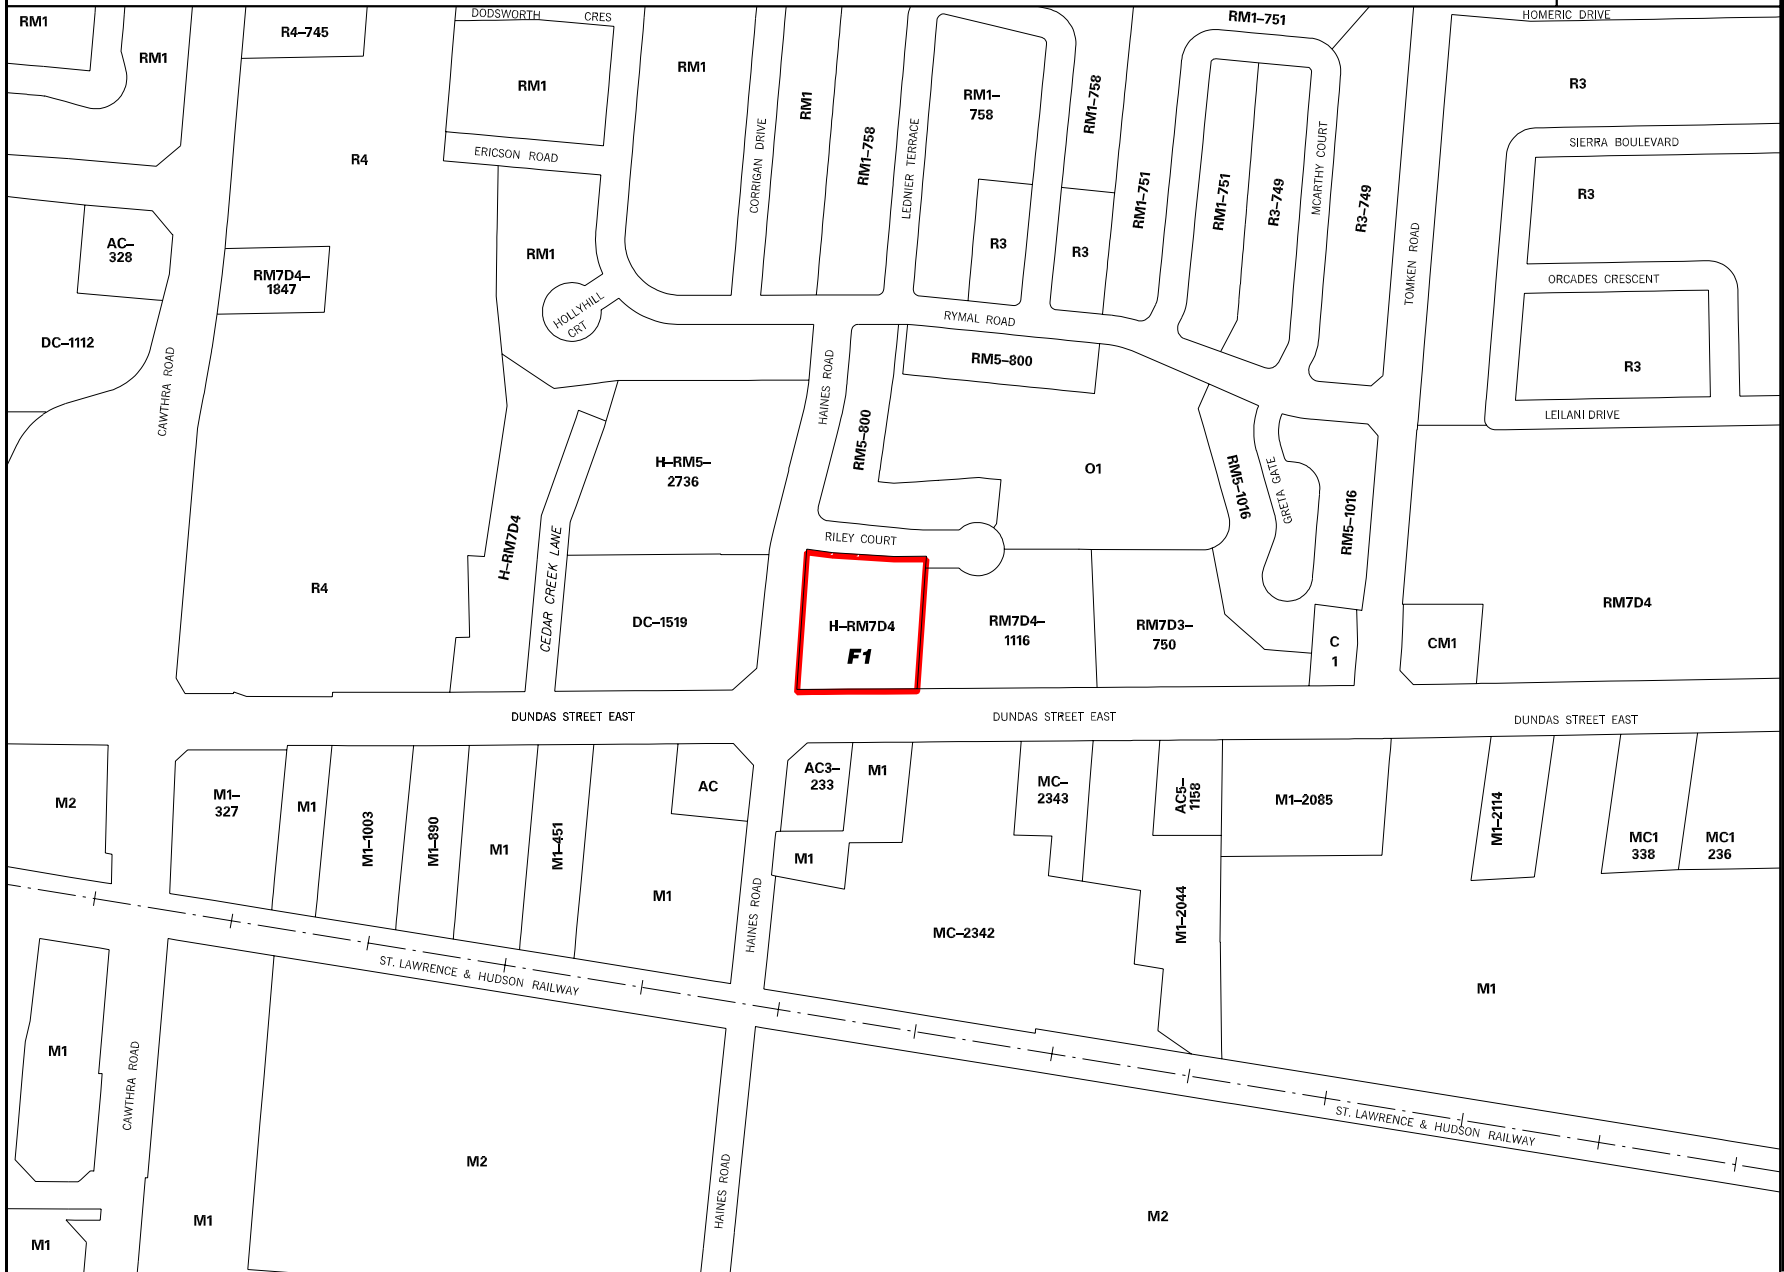 RM1
R4–745
DODSWORTH CRES
RM1–751
HOMERIC DRIVE
RM1
RM1
RM1
RM1
RM1–758
RM1–
758
RM1–758
R3
R4
ERICSON ROAD
CORRIGAN DRIVE
LEDNIER TERRACE
MCARTHY COURT
SIERRA BOULEVARD
RM1–751
RM1–751
R3–749
R3–749
R3
AC–
328
RM1
R3
R3
TOMKEN ROAD
RM7D4–
1847
ORCADES CRESCENT
HOLLYHILL
CRT
RYMAL ROAD
DC–1112
CAWTHRA ROAD
HAINES ROAD
RM5–800
R3
LEILANI DRIVE
RM5–800
H–RM5–
2736
O1
RM5–1016
GRETA GATE
RM5–1016
H–RM7D4
CEDAR CREEK LANE
RILEY COURT
R4
DC–1519
H–RM7D4
F1
RM7D4–
1116
RM7D3–
750
C
1
CM1
RM7D4
DUNDAS STREET EAST
DUNDAS STREET EAST
DUNDAS STREET EAST
M2
M1–
327
M1
M1–1003
M1–890
M1
M1–451
AC
M1
AC3–
233
M1
M1
MC–
2343
AC5–
1158
M1–2085
M1–2114
MC1
338
MC1
236
HAINES ROAD
MC–2342
M1–2044
M1
ST. LAWRENCE & HUDSON RAILWAY
M1
CAWTHRA ROAD
ST. LAWRENCE & HUDSON RAILWAY
M2
HAINES ROAD
M1
M2
M1